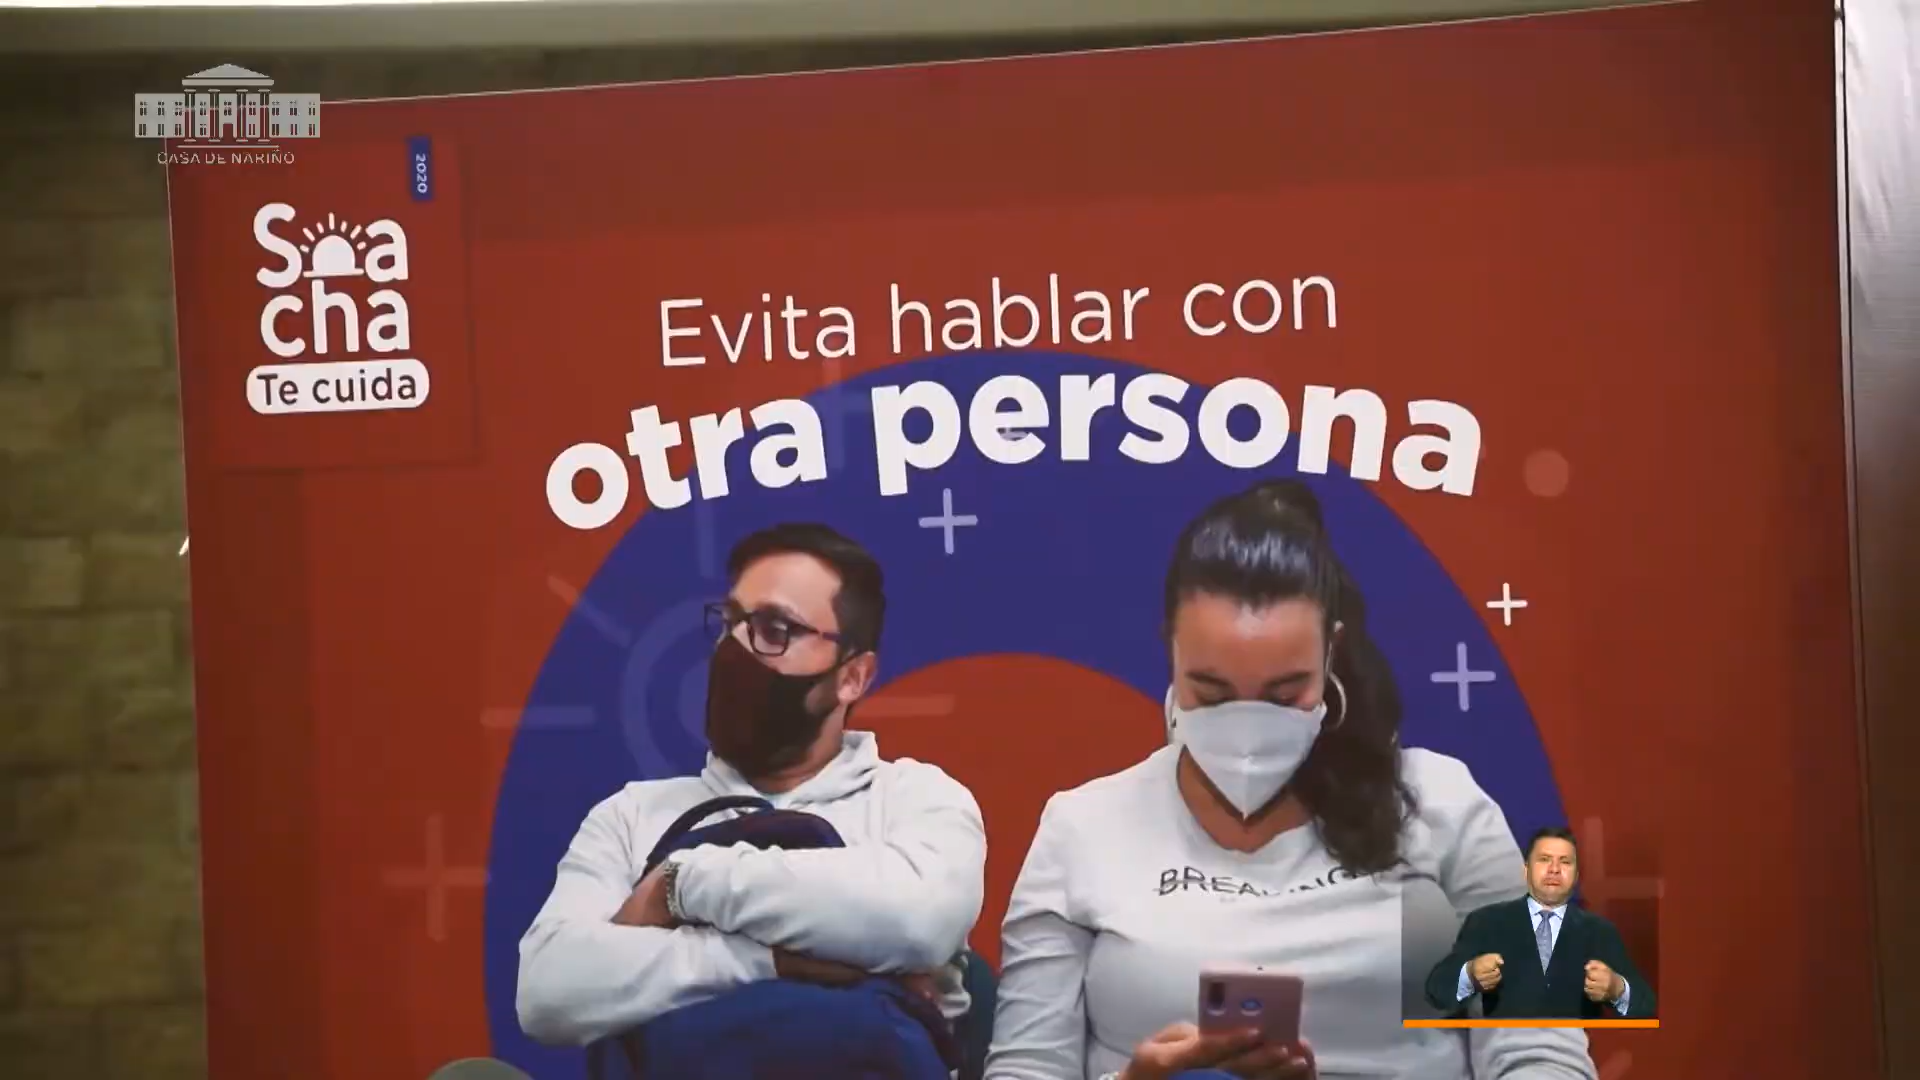 CASA DE NARIÑO
2020
Soacha
Te cuida
Evita hablar con
otra persona